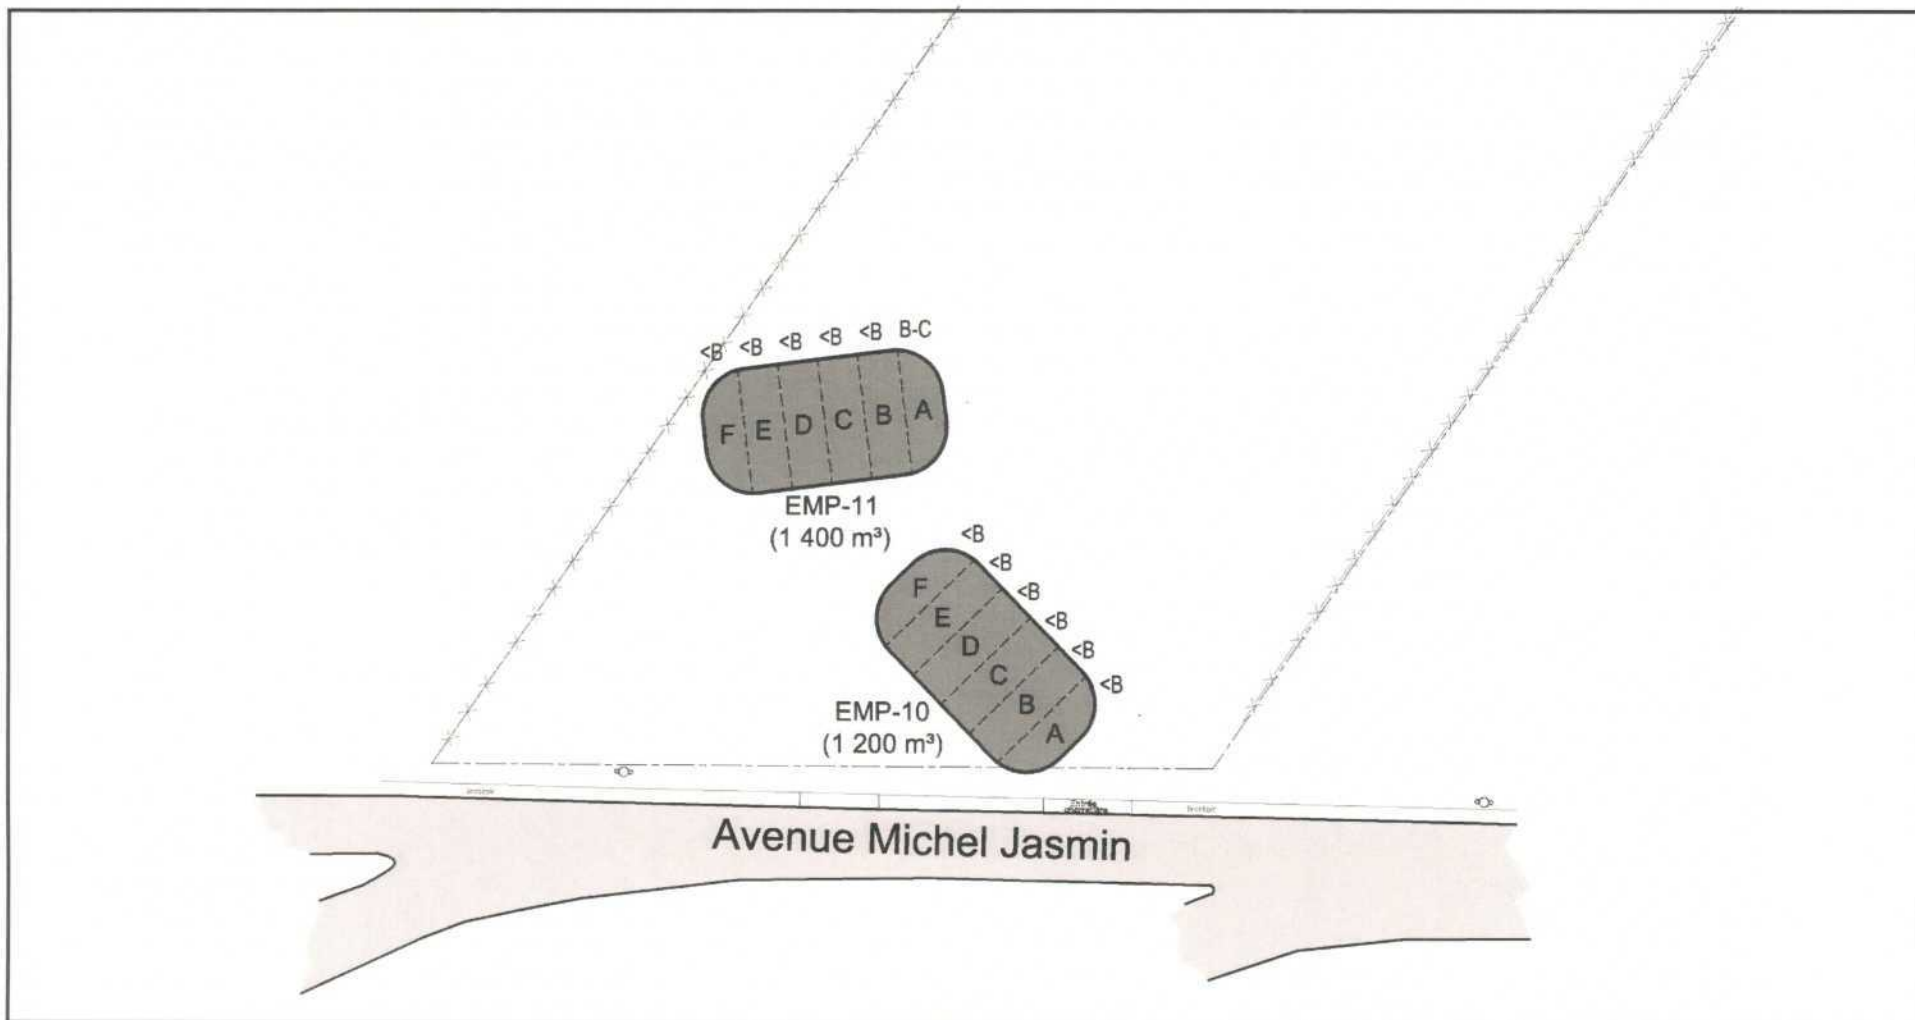 <B <B <B <B <B B-C
F E D C B A
EMP-11
(1 400 m³)
<B
<B
<B
<B
<B
<B
F
E
D
C
B
A
EMP-10
(1 200 m³)
Avenue Michel Jasmin